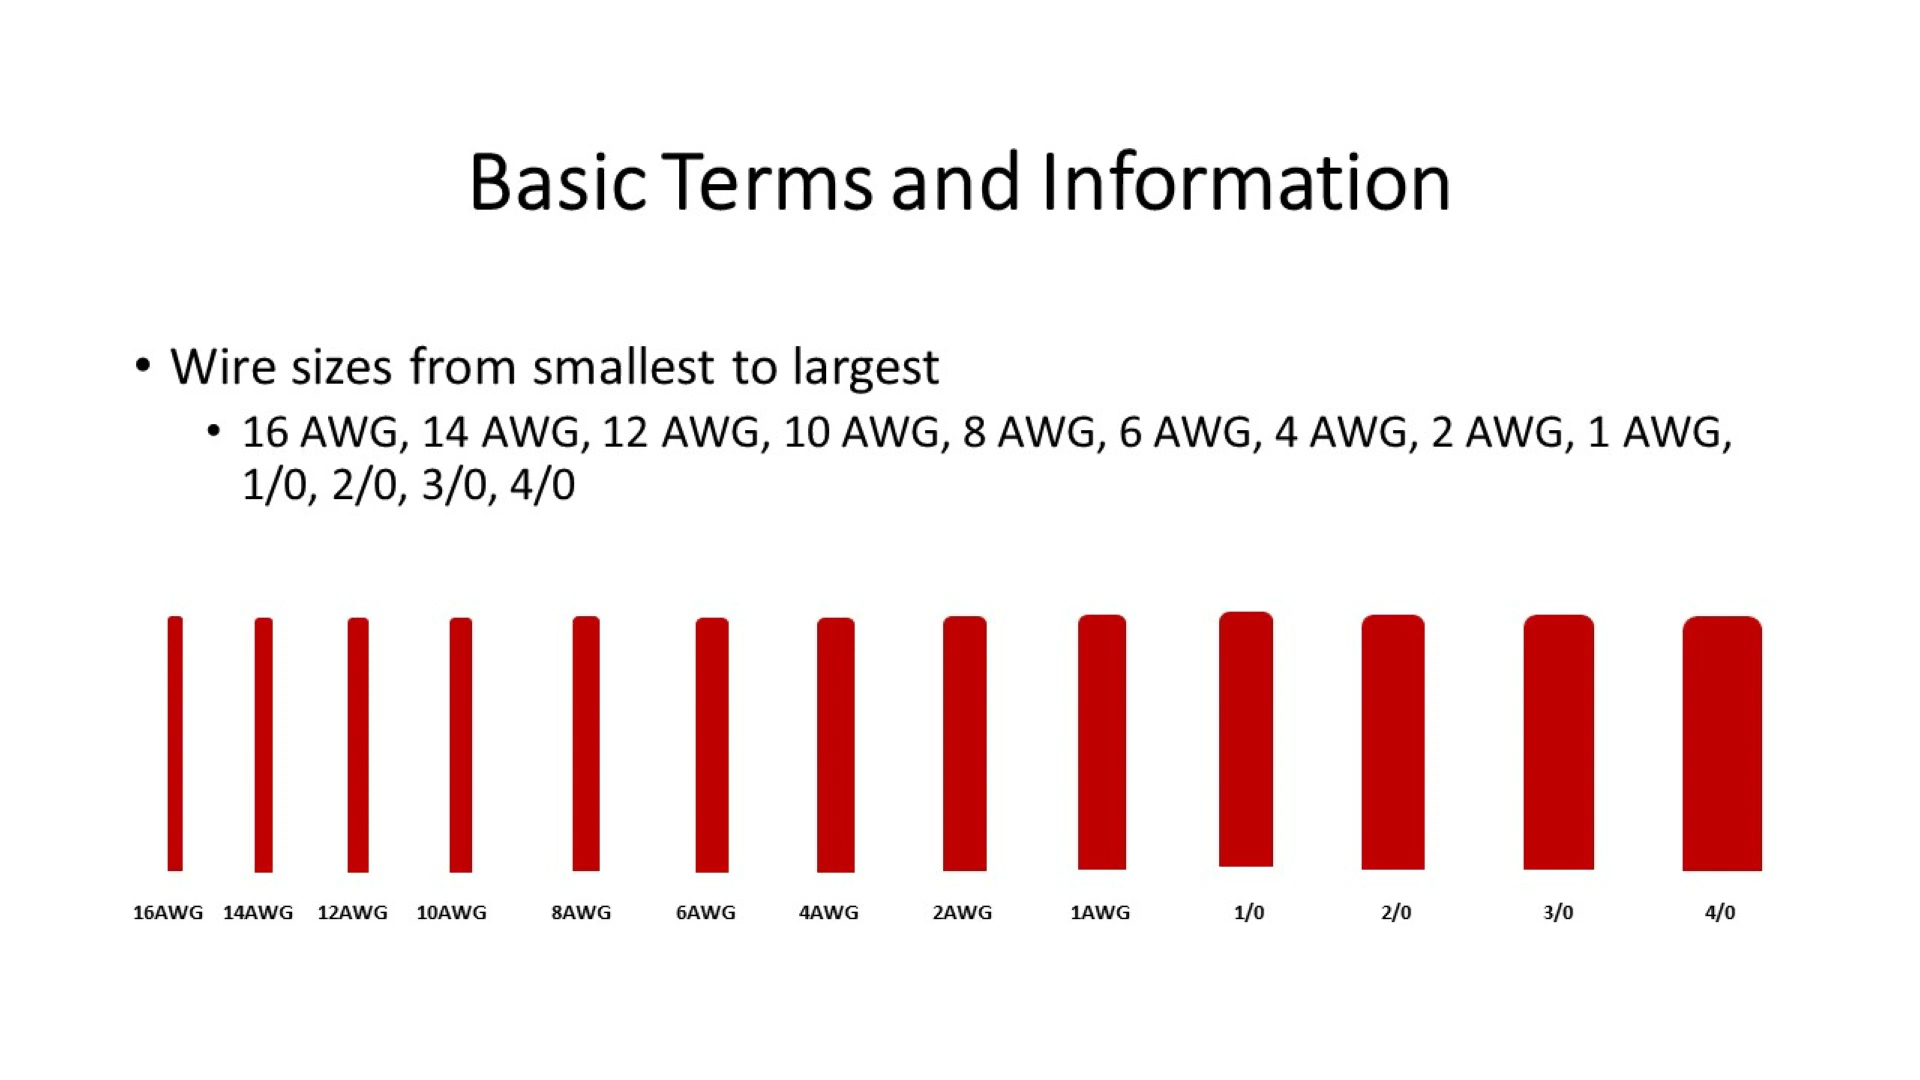 Basic Terms and Information
• Wire sizes from smallest to largest
• 16 AWG, 14 AWG, 12 AWG, 10 AWG, 8 AWG, 6 AWG, 4 AWG, 2 AWG, 1 AWG,
1/0, 2/0, 3/0, 4/0
16AWG 14AWG 12AWG 10AWG 8AWG 6AWG 4AWG 2AWG 1AWG 1/0 2/0 3/0 4/0